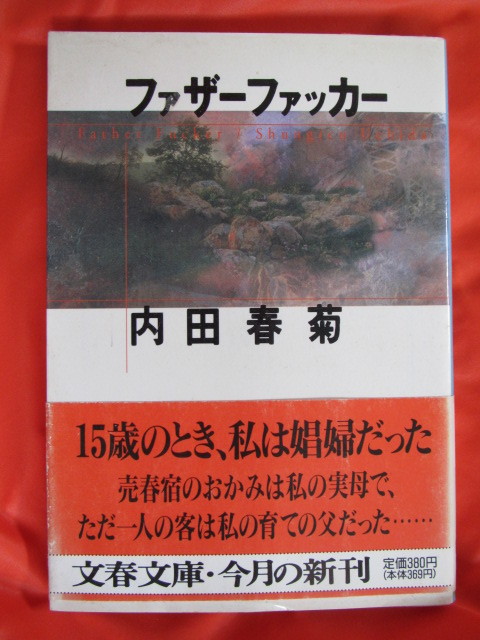 ファザーファッカー
Father Fucker / Shungicu Uchida
内田春菊
15歳のとき、私は娼婦だった
売春宿のおかみは私の実母で、
ただ一人の客は私の育ての父だった……
文春文庫・今月の新刊
定価380円
(本体369円)